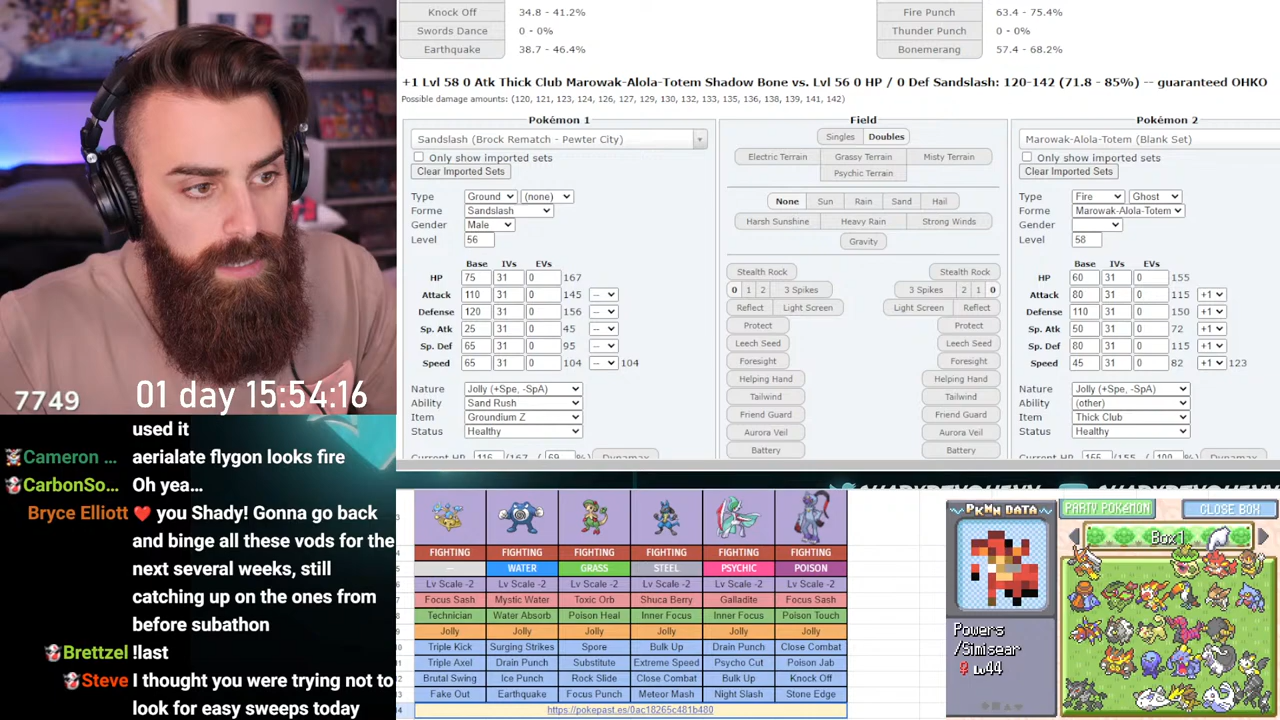 Knock Off 34.8 - 41.2%
Swords Dance 0 - 0%
Earthquake 38.7 - 46.4%
Fire Punch 63.4 - 75.4%
Thunder Punch 0 - 0%
Bonemerang 57.4 - 68.2%
+1 Lvl 58 0 Atk Thick Club Marowak-Alola-Totem Shadow Bone vs. Lvl 56 0 HP / 0 Def Sandslash: 120-142 (71.8 - 85%) -- guaranteed OHKO
Possible damage amounts: (120, 121, 123, 124, 126, 127, 129, 130, 132, 133, 135, 136, 138, 139, 141, 142)
Pokémon 1
Sandslash (Brock Rematch - Pewter City)
Only show imported sets
Clear Imported Sets
Type Ground (none)
Forme Sandslash
Gender Male
Level 56
Base IVs EVs
HP 75 31 0 167
Attack 110 31 0 145 --
Defense 120 31 0 156 --
Sp. Atk 25 31 0 45 --
Sp. Def 65 31 0 95 --
Speed 65 31 0 104 -- 104
Nature Jolly (+Spe, -SpA)
Ability Sand Rush
Item Groundium Z
Status Healthy
Current HP 116 /167 ( 69 %) Dynamax
Field
Singles Doubles
Electric Terrain Grassy Terrain Misty Terrain
Psychic Terrain
None Sun Rain Sand Hail
Harsh Sunshine Heavy Rain Strong Winds
Gravity
Stealth Rock Stealth Rock
0 1 2 3 Spikes 3 Spikes 2 1 0
Reflect Light Screen Light Screen Reflect
Protect Protect
Leech Seed Leech Seed
Foresight Foresight
Helping Hand Helping Hand
Tailwind Tailwind
Friend Guard Friend Guard
Aurora Veil Aurora Veil
Battery Battery
Pokémon 2
Marowak-Alola-Totem (Blank Set)
Only show imported sets
Clear Imported Sets
Type Fire Ghost
Forme Marowak-Alola-Totem
Gender
Level 58
Base IVs EVs
HP 60 31 0 155
Attack 80 31 0 115 +1
Defense 110 31 0 150 +1
Sp. Atk 50 31 0 72 +1
Sp. Def 80 31 0 112 +1
Speed 45 31 0 82 +1 123
Nature Jolly (+Spe, -SpA)
Ability (other)
Item Thick Club
Status Healthy
Current HP 155 /155 ( 100 %) Dynamax
7749
01 day 15:54:16
used it
Cameron ... aerialate flygon looks fire
CarbonSo... Oh yea...
Bryce Elliott ❤️ you Shady! Gonna go back
and binge all these vods for the
next several weeks, still
catching up on the ones from
before subathon
Brettzel !last
Steve I thought you were trying not to
look for easy sweeps today
FIGHTING FIGHTING FIGHTING FIGHTING FIGHTING FIGHTING
— WATER GRASS STEEL PSYCHIC POISON
Lv Scale -2 Lv Scale -2 Lv Scale -2 Lv Scale -2 Lv Scale -2 Lv Scale -2
Focus Sash Mystic Water Toxic Orb Shuca Berry Focus Sash Focus Sash
Technician Water Absorb Poison Heal Inner Focus Inner Focus Poison Touch
Jolly Jolly Jolly Jolly Jolly Jolly
Triple Kick Surging Strikes Spore Bulk Up Drain Punch Close Combat
Triple Axel Drain Punch Substitute Extreme Speed Psycho Cut Poison Jab
Brutal Swing Ice Punch Rock Slide Close Combat Bulk Up Knock Off
Fake Out Earthquake Focus Punch Meteor Mash Night Slash Stone Edge
https://pokepast.es/0ac18265c481b480
PKMN DATA
PARTY POKéMON
CLOSE BOX
Box1
Powers
/Simisear
♀ Lv44